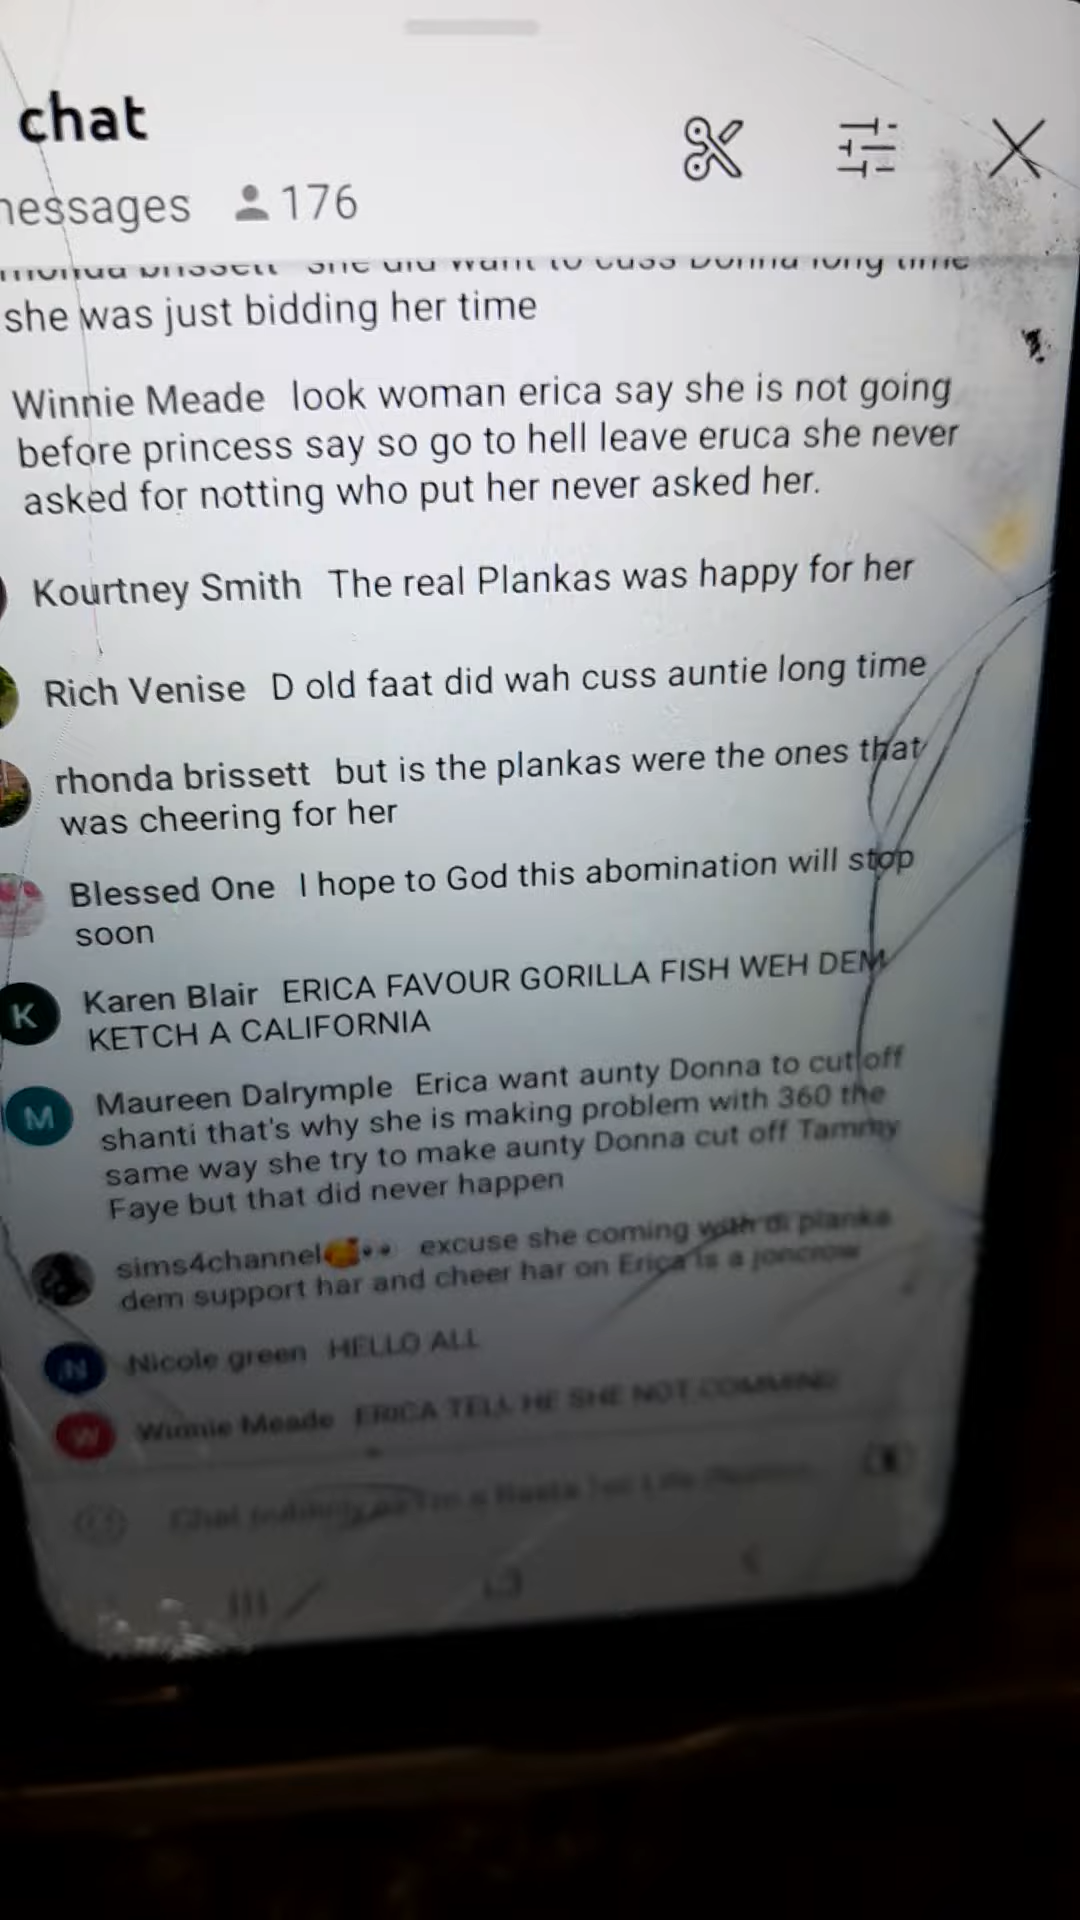 chat
messages 176
she was just bidding her time
Winnie Meade look woman erica say she is not going
before princess say so go to hell leave eruca she never
asked for notting who put her never asked her.
Kourtney Smith The real Plankas was happy for her
Rich Venise D old faat did wah cuss auntie long time
rhonda brissett but is the plankas were the ones that
was cheering for her
Blessed One I hope to God this abomination will stop
soon
K
Karen Blair ERICA FAVOUR GORILLA FISH WEH DEM
KETCH A CALIFORNIA
M
Maureen Dalrymple Erica want aunty Donna to cut off
shanti that's why she is making problem with 360 the
same way she try to make aunty Donna cut off Tammy
Faye but that did never happen
sims4channel🥰👀 excuse she coming with di planka
dem support har and cheer har on Erica is a joncrow
N
Nicole green HELLO ALL
W
Winnie Meade ERICA TELL HE SHE NOT COMMING